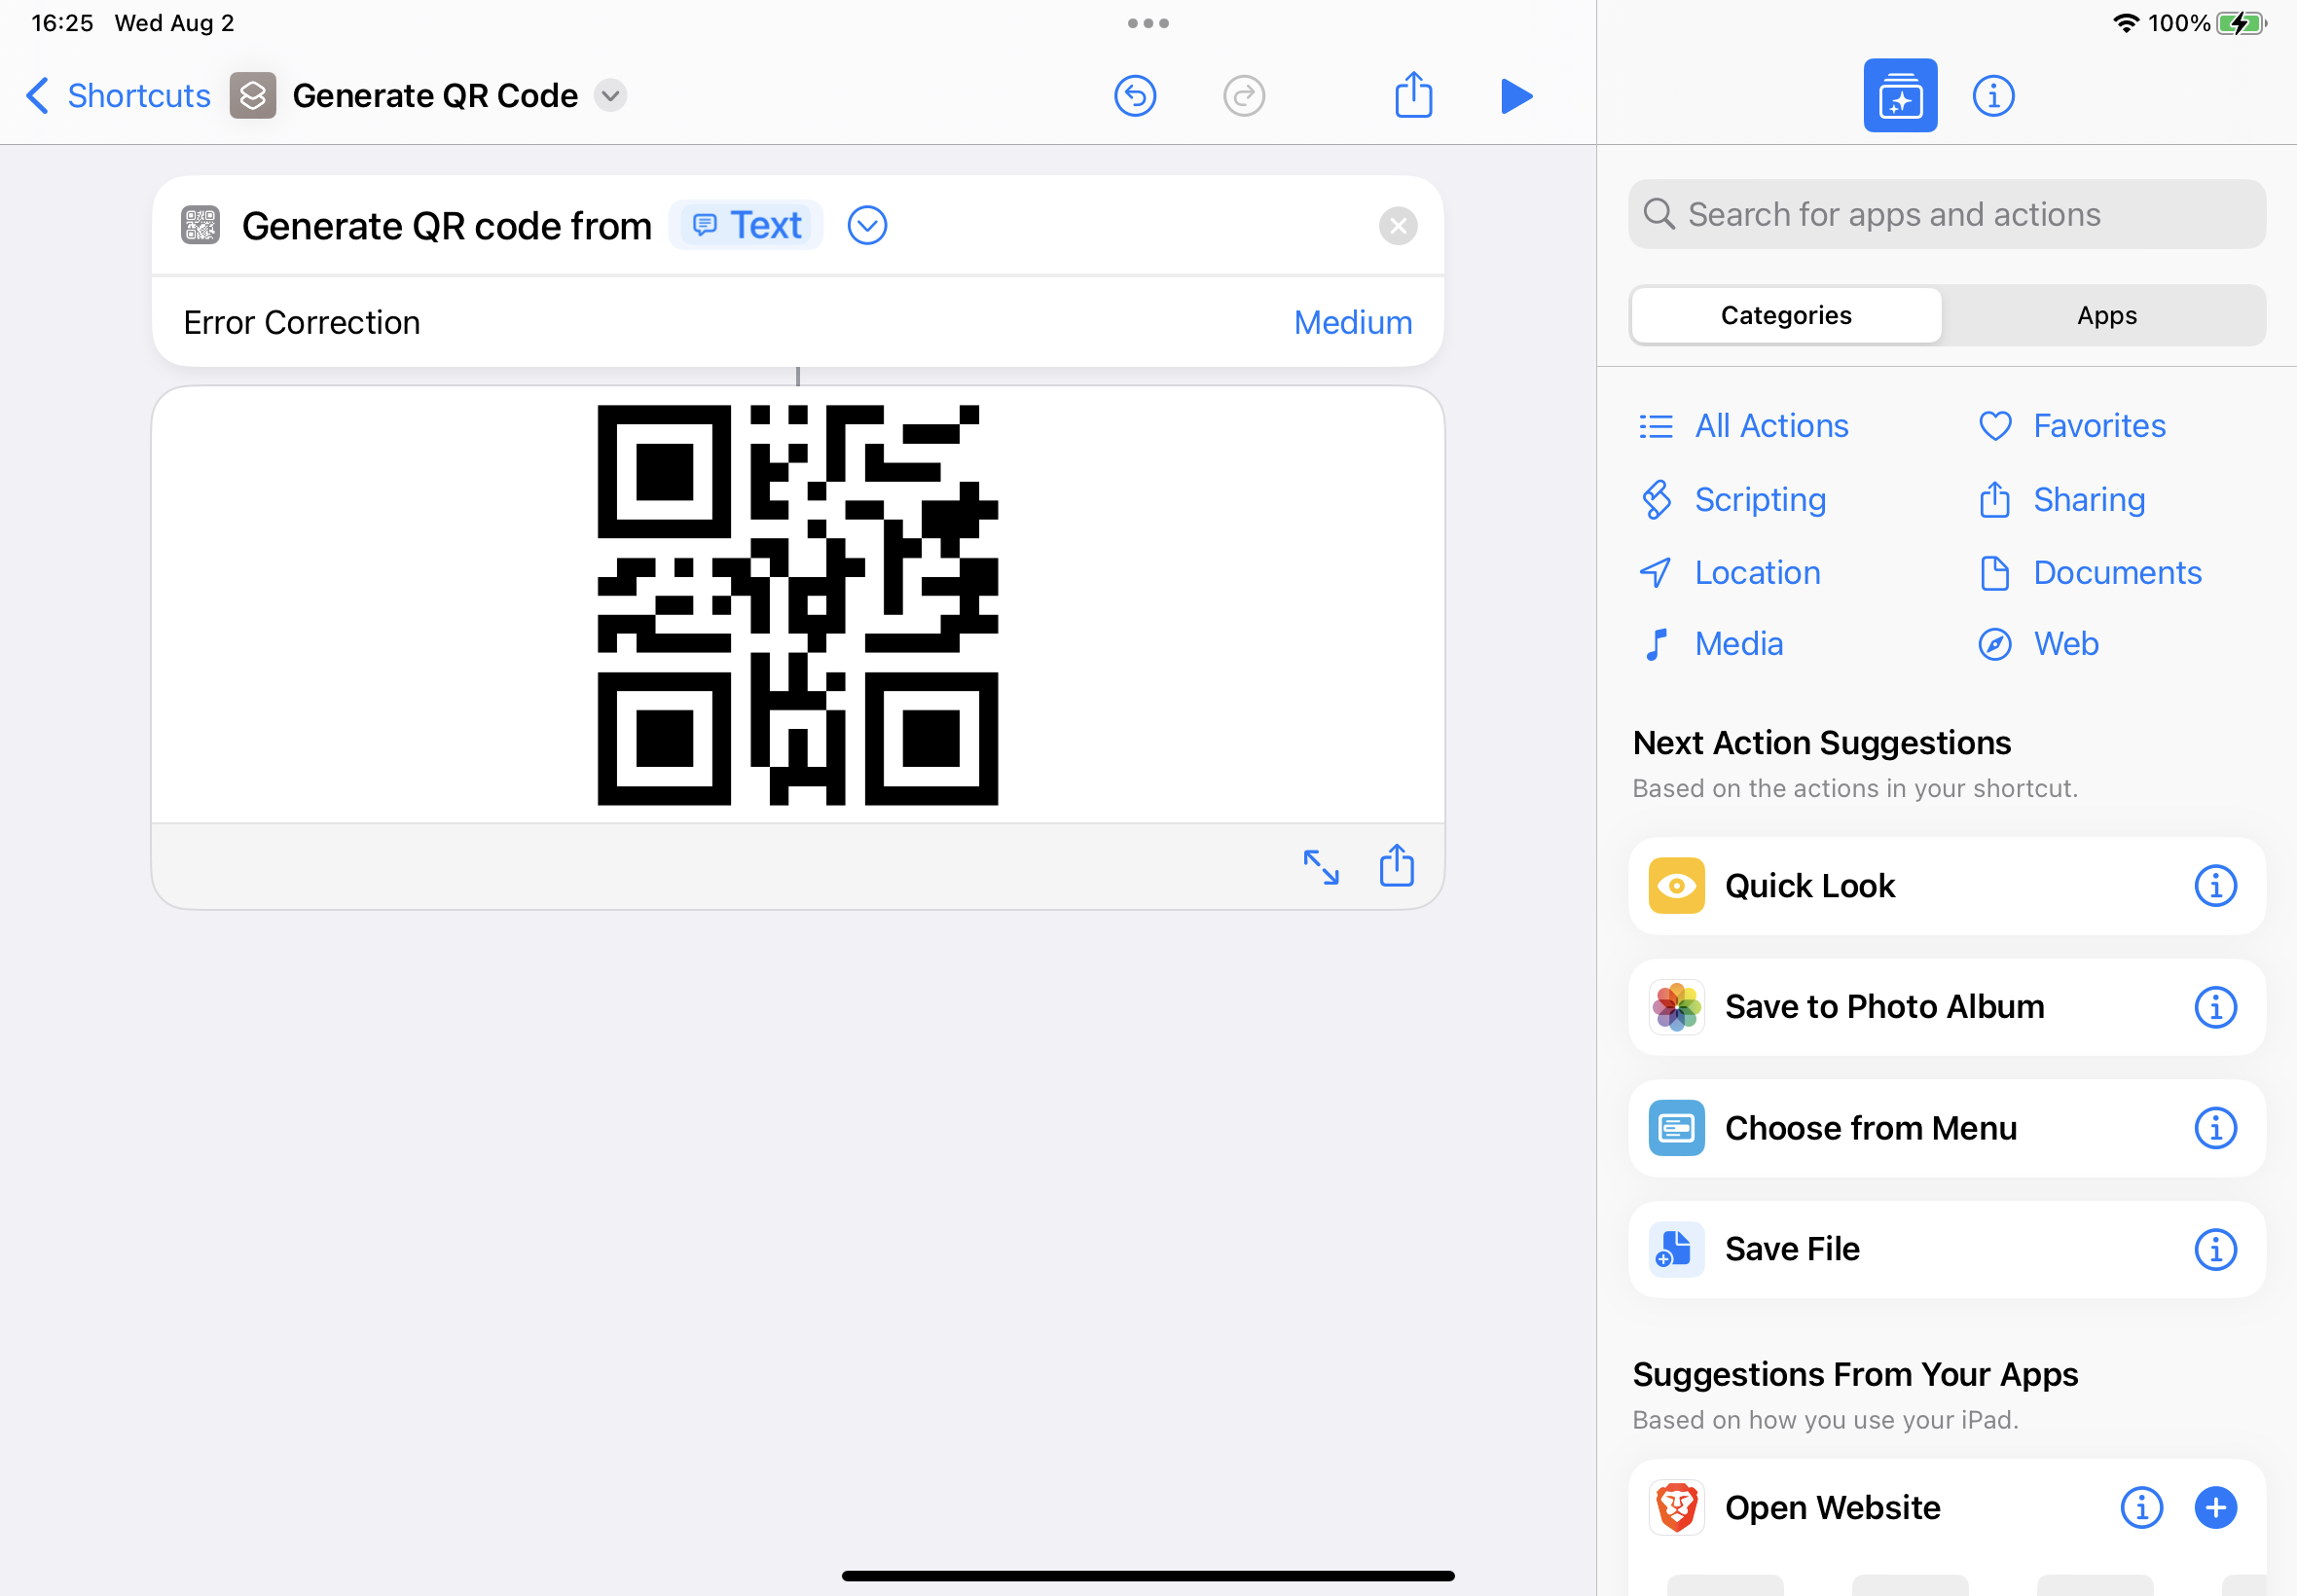 16:25 Wed Aug 2
100%
Shortcuts Generate QR Code
Generate QR code from Text
Error Correction Medium
Search for apps and actions
Categories Apps
All Actions Favorites
Scripting Sharing
Location Documents
Media Web
Next Action Suggestions
Based on the actions in your shortcut.
Quick Look
Save to Photo Album
Choose from Menu
Save File
Suggestions From Your Apps
Based on how you use your iPad.
Open Website